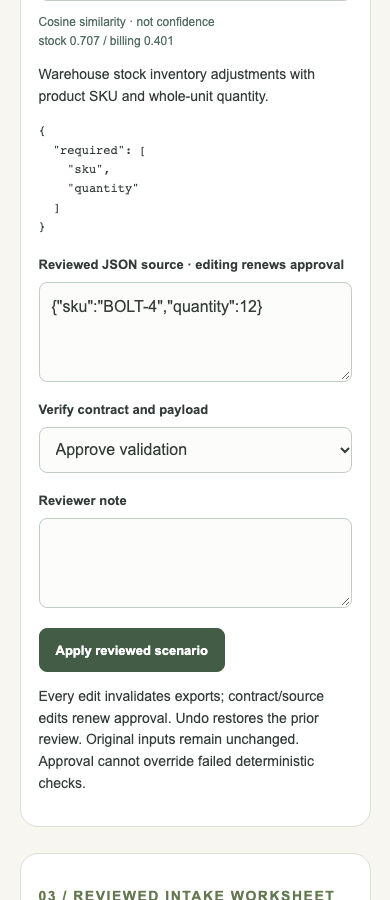 Cosine similarity · not confidence
stock 0.707 / billing 0.401
Warehouse stock inventory adjustments with
product SKU and whole-unit quantity.
{
  "required": [
    "sku",
    "quantity"
  ]
}
Reviewed JSON source · editing renews approval
{"sku":"BOLT-4","quantity":12}
Verify contract and payload
Approve validation
Reviewer note
Apply reviewed scenario
Every edit invalidates exports; contract/source
edits renew approval. Undo restores the prior
review. Original inputs remain unchanged.
Approval cannot override failed deterministic
checks.
03 / REVIEWED INTAKE WORKSHEET